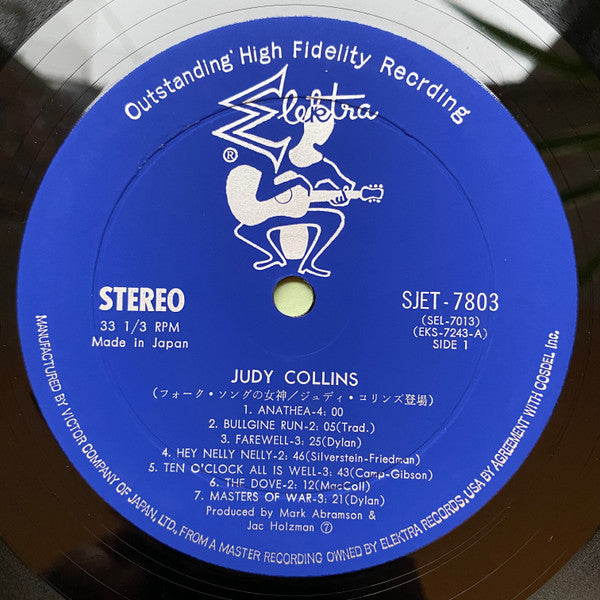 Outstanding High Fidelity Recrding
Elektra
®
STEREO
33 1/3 RPM
Made in Japan
SJET-7803
(SEL-7013)
(EKS-7243-A)
SIDE 1
JUDY COLLINS
(フォーク・ソングの女神/ジュディ・コリンズ登場)
1. ANATHEA-4; 00
2. BULLGINE RUN-2; 05(Trad.)
3. FAREWELL-3; 25(Dylan)
4. HEY NELLY NELLY-2; 46(Silverstein-Friedman)
5. TEN O'CLOCK ALL IS WELL-3; 43(Camp-Gibson)
6. THE DOVE-2; 12(MacColl)
7. MASTERS OF WAR-3; 21(Dylan)
Produced by Mark Abramson &
Jac Holzman ⑦
MANUFACTURED BY VICTOR COMPANY OF JAPAN, LTD., FROM A MASTER RECORDING OWNED BY ELEKTRA RECORDS, USA BY AGREEMENT WITH COSDEL Inc.